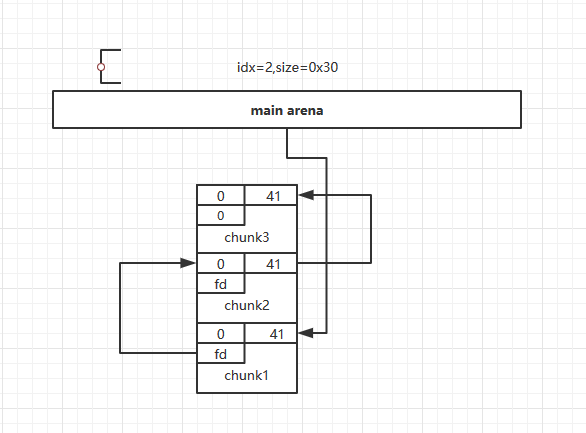 idx=2,size=0x30
main arena
0 41
0
chunk3
0 41
fd
chunk2
0 41
fd
chunk1